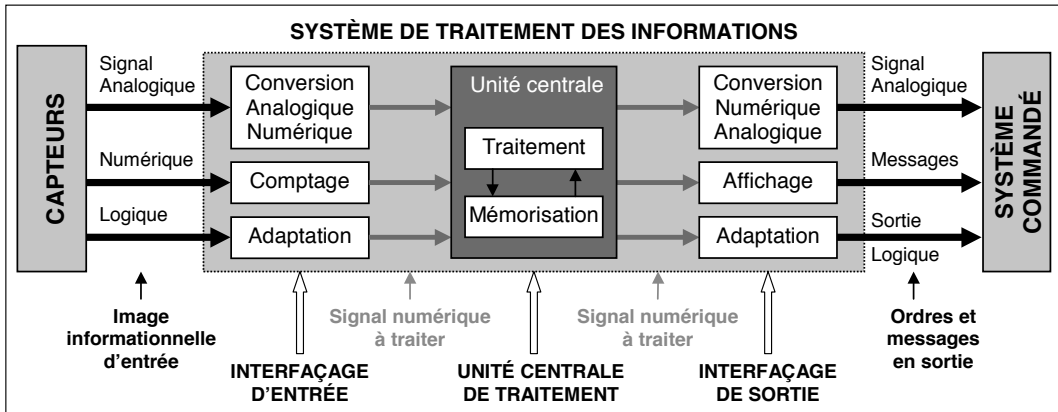 SYSTÈME DE TRAITEMENT DES INFORMATIONS
CAPTEURS
Signal
Analogique
Numérique
Logique
Conversion
Analogique
Numérique
Comptage
Adaptation
Unité centrale
Traitement
Mémorisation
Conversion
Numérique
Analogique
Affichage
Adaptation
Signal
Analogique
Messages
Sortie
Logique
SYSTÈME
COMMANDÉ
Image
informationnelle
d'entrée
Signal numérique
à traiter
Signal numérique
à traiter
Ordres et
messages
en sortie
INTERFAÇAGE
D'ENTRÉE
UNITÉ CENTRALE
DE TRAITEMENT
INTERFAÇAGE
DE SORTIE